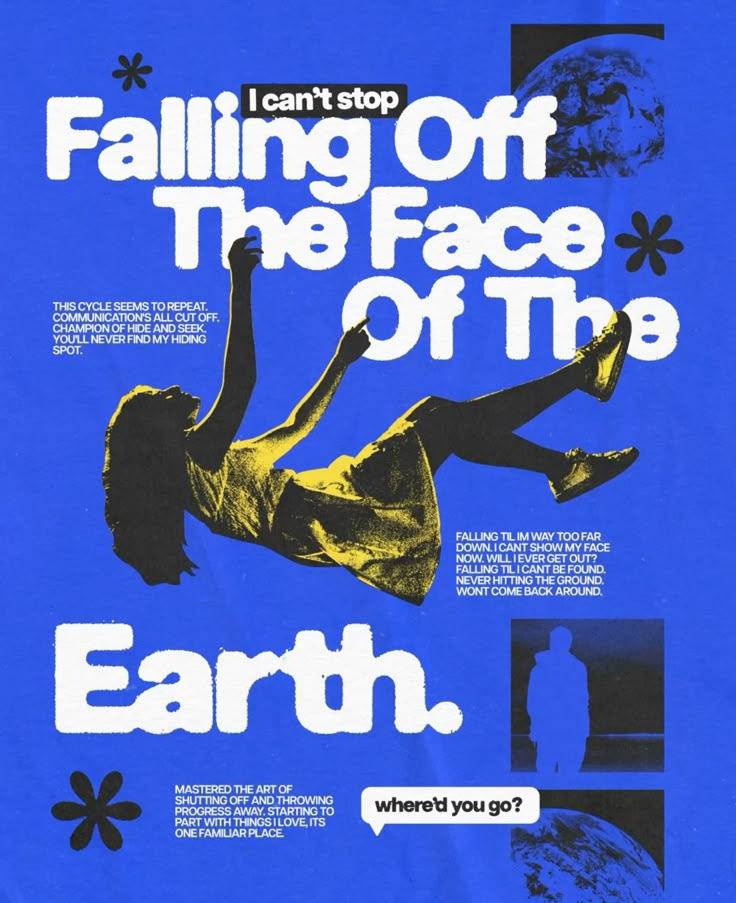 I can't stop
Falling Off
The Face
Of The
THIS CYCLE SEEMS TO REPEAT.
COMMUNICATION'S ALL CUT OFF.
CHAMPION OF HIDE AND SEEK.
YOU'LL NEVER FIND MY HIDING
SPOT.
FALLING TIL IM WAY TOO FAR
DOWN. I CANT SHOW MY FACE
NOW. WILL I EVER GET OUT?
FALLING TIL I CANT BE FOUND.
NEVER HITTING THE GROUND.
WONT COME BACK AROUND.
Earth.
MASTERED THE ART OF
SHUTTING OFF AND THROWING
PROGRESS AWAY. STARTING TO
PART WITH THINGS I LOVE, ITS
ONE FAMILIAR PLACE.
where'd you go?